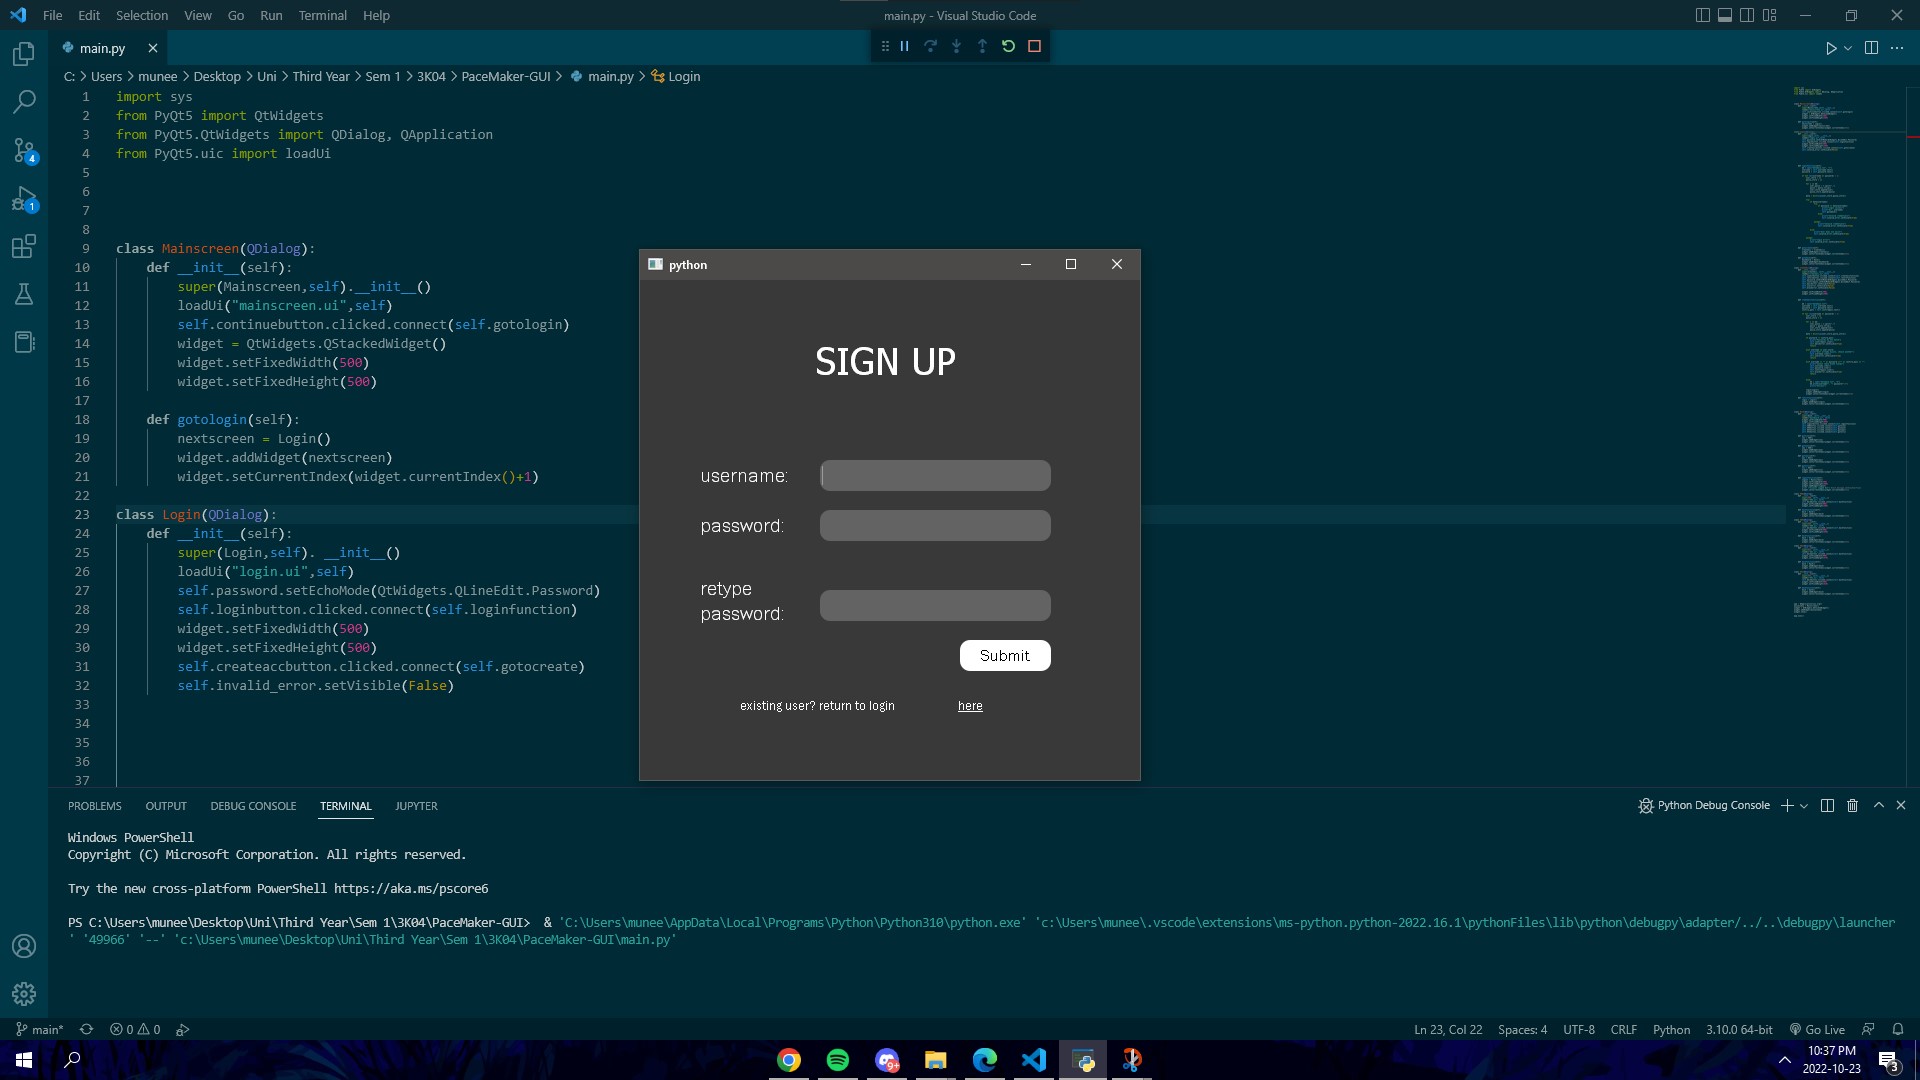 File Edit Selection View Go Run Terminal Help
main.py - Visual Studio Code
main.py
C: > Users > munee > Desktop > Uni > Third Year > Sem 1 > 3K04 > PaceMaker-GUI > main.py > Login
4
1
1 import sys
2 from PyQt5 import QtWidgets
3 from PyQt5.QtWidgets import QDialog, QApplication
4 from PyQt5.uic import loadUi
5
6
7
8
9 class Mainscreen(QDialog):
10 def __init__(self):
11 super(Mainscreen,self).__init__()
12 loadUi("mainscreen.ui",self)
13 self.continuebutton.clicked.connect(self.gotologin)
14 widget = QtWidgets.QStackedWidget()
15 widget.setFixedWidth(500)
16 widget.setFixedHeight(500)
17
18 def gotologin(self):
19 nextscreen = Login()
20 widget.addWidget(nextscreen)
21 widget.setCurrentIndex(widget.currentIndex()+1)
22
23 class Login(QDialog):
24 def __init__(self):
25 super(Login,self). __init__()
26 loadUi("login.ui",self)
27 self.password.setEchoMode(QtWidgets.QLineEdit.Password)
28 self.loginbutton.clicked.connect(self.loginfunction)
29 widget.setFixedWidth(500)
30 widget.setFixedHeight(500)
31 self.createaccbutton.clicked.connect(self.gotocreate)
32 self.invalid_error.setVisible(False)
33
34
35
36
37
python
SIGN UP
username:
password:
retype
password:
Submit
existing user? return to login here
PROBLEMS OUTPUT DEBUG CONSOLE TERMINAL JUPYTER
Python Debug Console
Windows PowerShell
Copyright (C) Microsoft Corporation. All rights reserved.
Try the new cross-platform PowerShell https://aka.ms/pscore6
PS C:\Users\munee\Desktop\Uni\Third Year\Sem 1\3K04\PaceMaker-GUI>  & 'C:\Users\munee\AppData\Local\Programs\Python\Python310\python.exe' 'c:\Users\munee\.vscode\extensions\ms-python.python-2022.16.1\pythonFiles\lib\python\debugpy\adapter/../..\debugpy\launcher
' '49966' '--' 'c:\Users\munee\Desktop\Uni\Third Year\Sem 1\3K04\PaceMaker-GUI\main.py'
main* 0 0
Ln 23, Col 22 Spaces: 4 UTF-8 CRLF Python 3.10.0 64-bit Go Live
9+
10:37 PM
2022-10-23
3